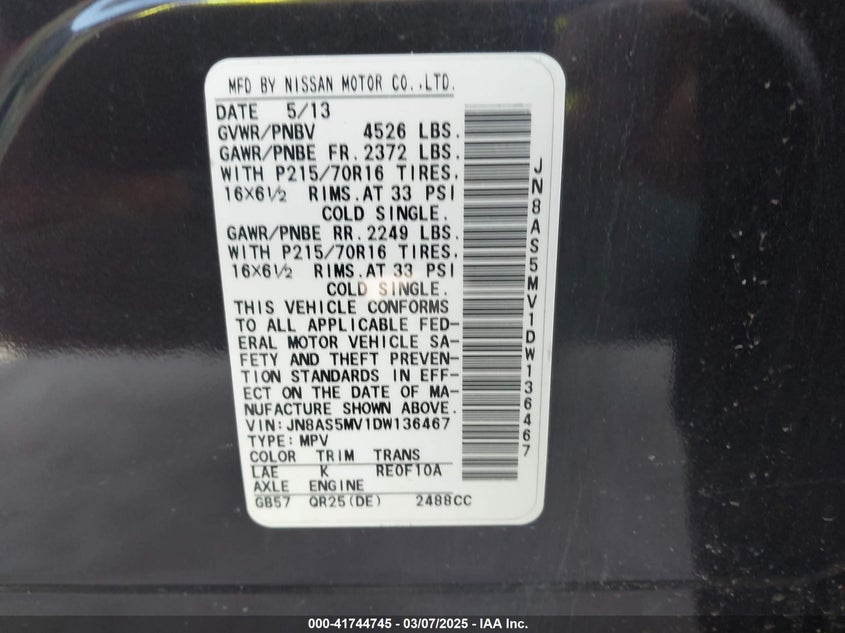 MFD BY NISSAN MOTOR CO.,LTD.
DATE 5/13
GVWR/PNBV 4526 LBS.
GAWR/PNBE FR.2372 LBS.
WITH P215/70R16 TIRES.
16×6½ RIMS.AT 33 PSI
COLD SINGLE.
GAWR/PNBE RR.2249 LBS.
WITH P215/70R16 TIRES.
16×6½ RIMS.AT 33 PSI
COLD SINGLE.
THIS VEHICLE CONFORMS
TO ALL APPLICABLE FED-
ERAL MOTOR VEHICLE SA-
FETY AND THEFT PREVEN-
TION STANDARDS IN EFF-
ECT ON THE DATE OF MA-
NUFACTURE SHOWN ABOVE.
VIN:JN8AS5MV1DW136467
TYPE:MPV
COLOR TRIM TRANS
LAE K RE0F10A
AXLE ENGINE
GB57 QR25(DE) 2488CC
JN8AS5MV1DW136467
000-41744745 - 03/07/2025 - IAA Inc.